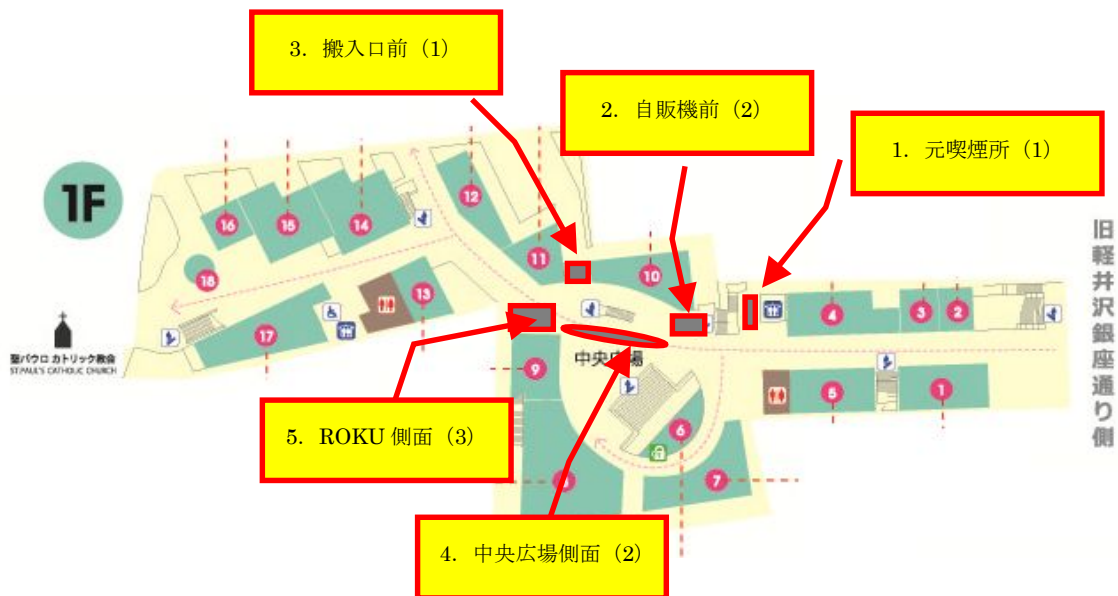 3. 搬入口前（1）
2. 自販機前（2）
1. 元喫煙所（1）
1F
16
15
14
12
11
10
18
17
13
9
4
3
2
5
1
6
7
8
中央広場
聖パウロ カトリック教会
ST.PAUL'S CATHOLIC CHURCH
旧軽井沢銀座通り側
5. ROKU 側面（3）
4. 中央広場側面（2）